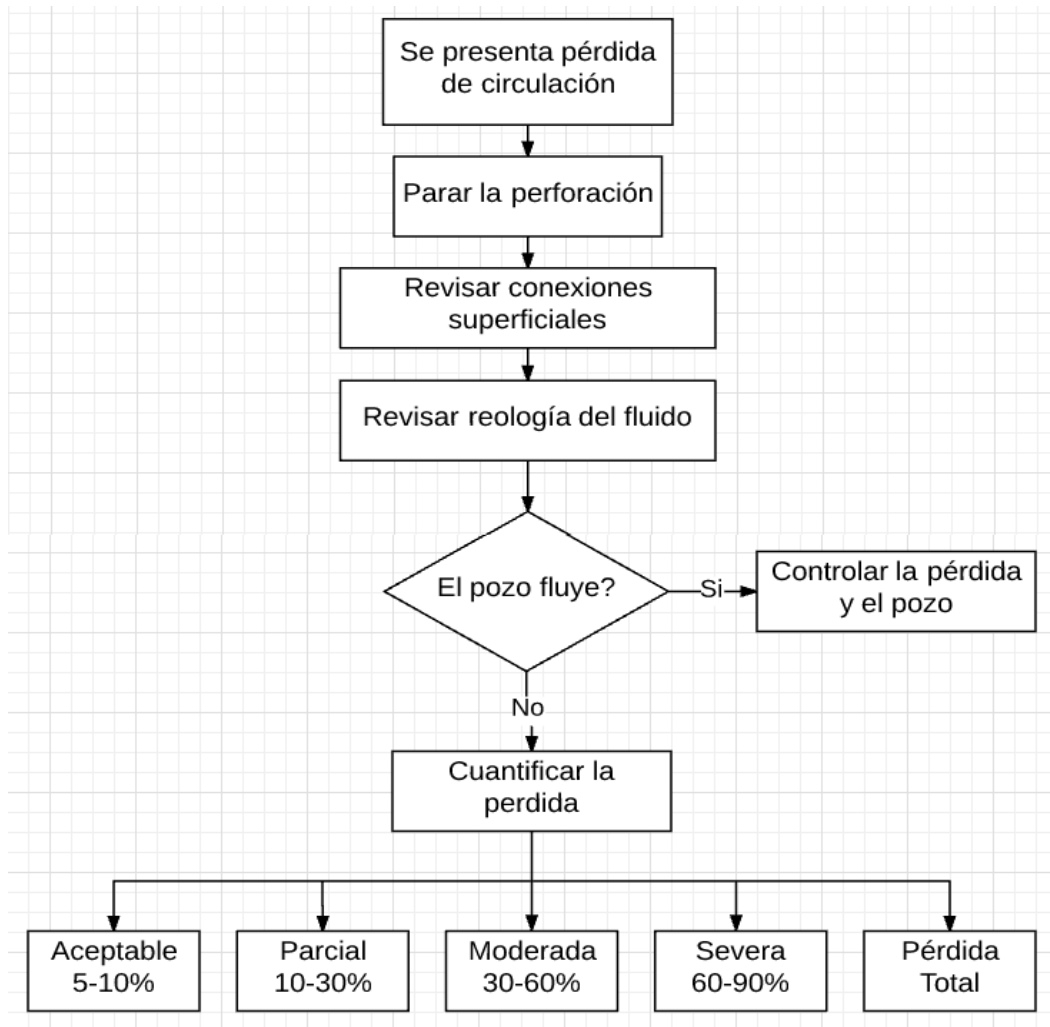 Se presenta pérdida
de circulación
Parar la perforación
Revisar conexiones
superficiales
Revisar reología del fluido
El pozo fluye?
Si
Controlar la pérdida
y el pozo
No
Cuantificar la
perdida
Aceptable
5-10%
Parcial
10-30%
Moderada
30-60%
Severa
60-90%
Pérdida
Total